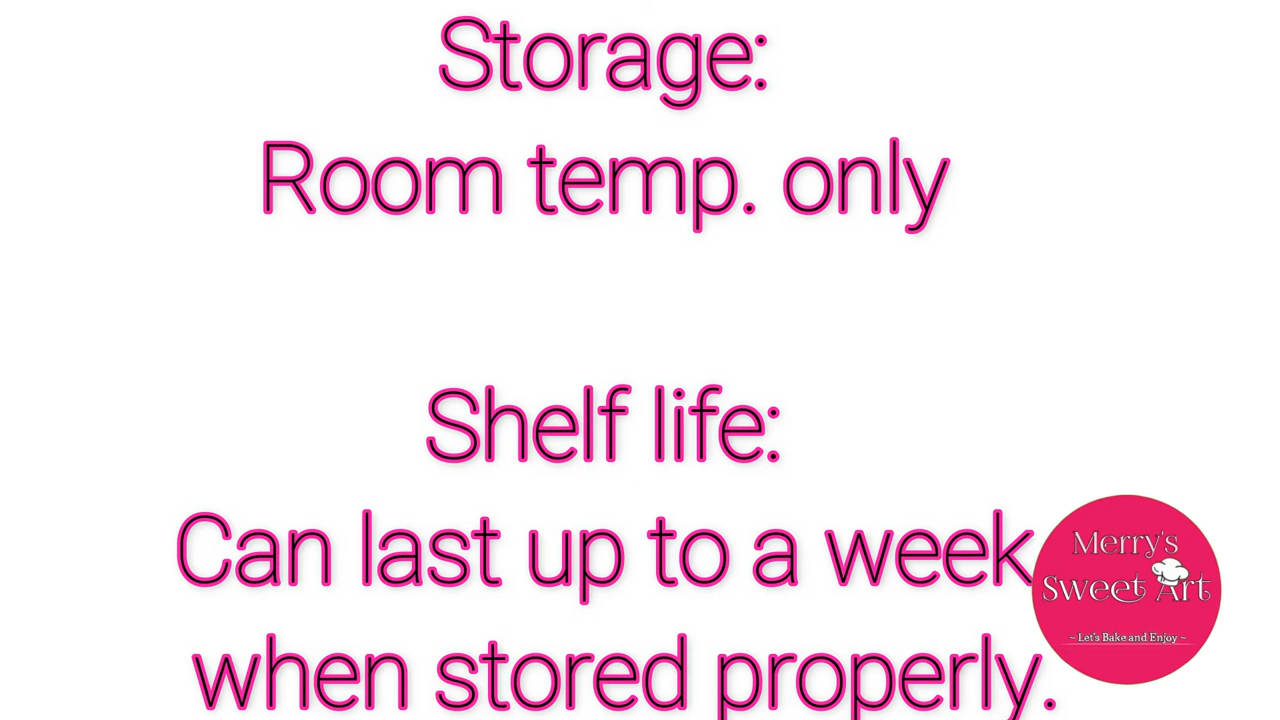 Storage:
Room temp. only
Shelf life:
Can last up to a week
when stored properly.
Merry's
Sweet Art
~ Let's Bake and Enjoy ~